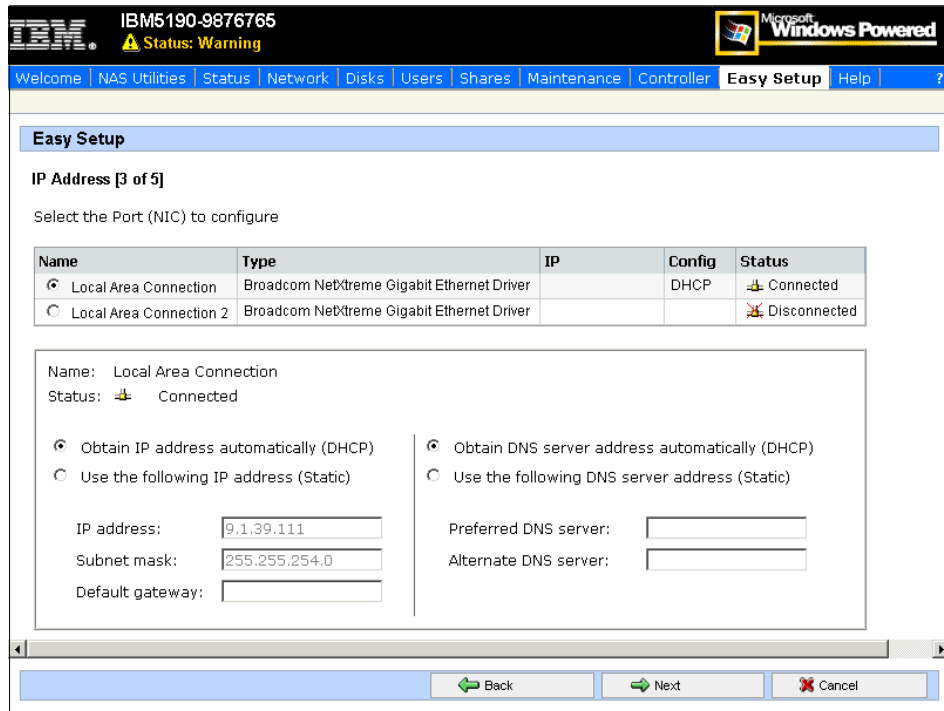 IBM®
IBM5190-9876765
Status: Warning
Microsoft
Windows Powered
Welcome | NAS Utilities | Status | Network | Disks | Users | Shares | Maintenance | Controller | Easy Setup | Help | ?
Easy Setup
IP Address [3 of 5]
Select the Port (NIC) to configure
Name Type IP Config Status
Local Area Connection Broadcom NetXtreme Gigabit Ethernet Driver DHCP Connected
Local Area Connection 2 Broadcom NetXtreme Gigabit Ethernet Driver Disconnected
Name: Local Area Connection
Status: Connected
Obtain IP address automatically (DHCP)
Use the following IP address (Static)
IP address: 9.1.39.111
Subnet mask: 255.255.254.0
Default gateway:
Obtain DNS server address automatically (DHCP)
Use the following DNS server address (Static)
Preferred DNS server:
Alternate DNS server:
Back Next Cancel